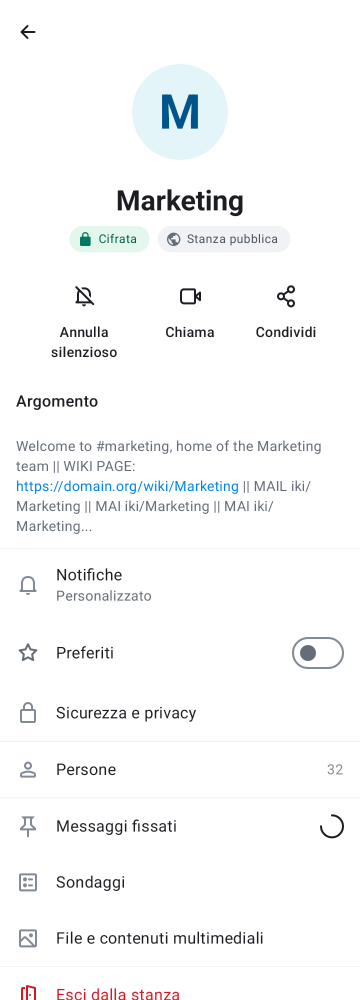 M
Marketing
Cifrata
Stanza pubblica
Annulla
silenzioso
Chiama
Condividi
Argomento
Welcome to #marketing, home of the Marketing
team || WIKI PAGE:
https://domain.org/wiki/Marketing || MAIL iki/
Marketing || MAI iki/Marketing || MAI iki/
Marketing...
Notifiche
Personalizzato
Preferiti
Sicurezza e privacy
Persone 32
Messaggi fissati
Sondaggi
File e contenuti multimediali
Esci dalla stanza